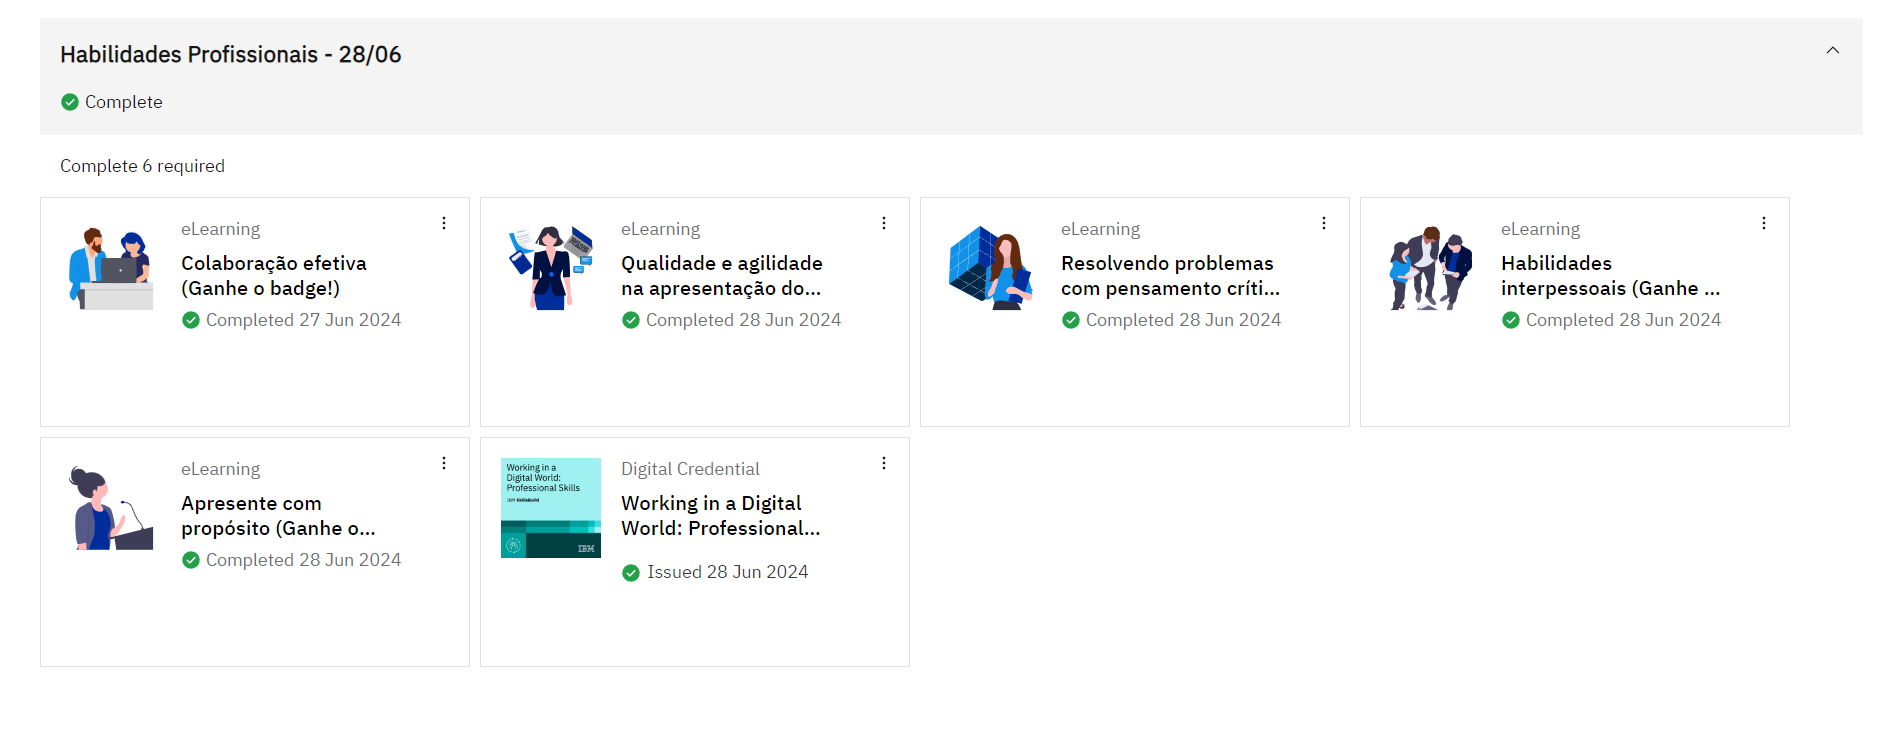 Habilidades Profissionais - 28/06
Complete
Complete 6 required
eLearning
Colaboração efetiva
(Ganhe o badge!)
Completed 27 Jun 2024
eLearning
Qualidade e agilidade
na apresentação do...
Completed 28 Jun 2024
eLearning
Resolvendo problemas
com pensamento críti...
Completed 28 Jun 2024
eLearning
Habilidades
interpessoais (Ganhe ...
Completed 28 Jun 2024
eLearning
Apresente com
propósito (Ganhe o...
Completed 28 Jun 2024
Working in a
Digital World:
Professional Skills
IBM SkillsBuild
IBM
Digital Credential
Working in a Digital
World: Professional...
Issued 28 Jun 2024